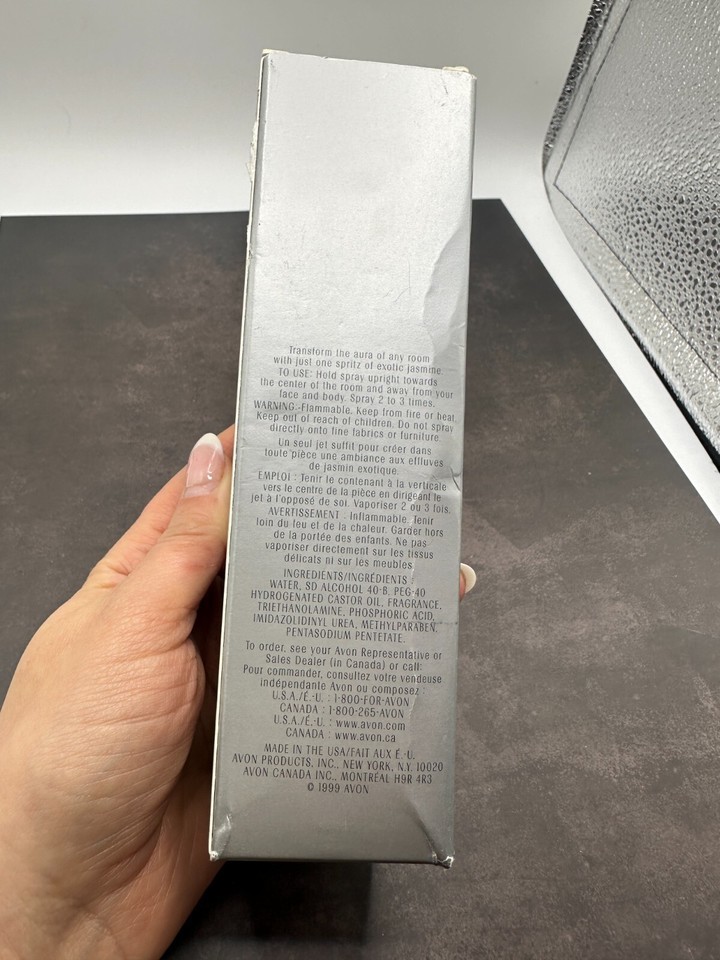 Transform the aura of any room
with just one spritz of exotic jasmine.
TO USE: Hold spray upright towards
the center of the room and away from your
face and body. Spray 2 to 3 times.
WARNING:-Flammable. Keep from fire or heat.
Keep out of reach of children. Do not spray
directly onto fine fabrics or furniture.
Un seul jet suffit pour créer dans
toute pièce une ambiance aux effluves
de jasmin exotique.
EMPLOI : Tenir le contenant à la verticale
vers le centre de la pièce en dirigeant le
jet à l'opposé de soi. Vaporiser 2 ou 3 fois.
AVERTISSEMENT : Inflammable. Tenir
loin du feu et de la chaleur. Garder hors
de la portée des enfants. Ne pas
vaporiser directement sur les tissus
délicats ni sur les meubles.
INGREDIENTS/INGRÉDIENTS :
WATER, SD ALCOHOL 40-B, PEG-40
HYDROGENATED CASTOR OIL, FRAGRANCE,
TRIETHANOLAMINE, PHOSPHORIC ACID,
IMIDAZOLIDINYL UREA, METHYLPARABEN,
PENTASODIUM PENTETATE.
To order, see your Avon Representative or
Sales Dealer (in Canada) or call:
Pour commander, consultez votre vendeuse
indépendante Avon ou composez :
U.S.A./É.-U. : 1-800-FOR-AVON
CANADA : 1-800-265-AVON
U.S.A./É.-U. : www.avon.com
CANADA : www.avon.ca
MADE IN THE USA/FAIT AUX É.-U.
AVON PRODUCTS, INC., NEW YORK, N.Y. 10020
AVON CANADA INC., MONTRÉAL H9R 4R3
© 1999 AVON